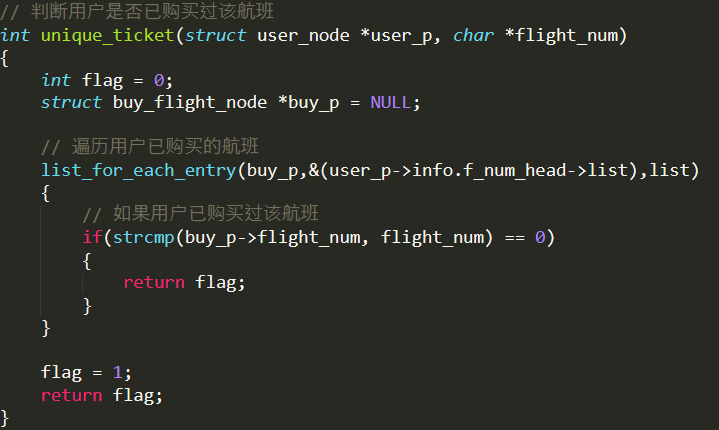 // 判断用户是否已购买过该航班
int unique_ticket(struct user_node *user_p, char *flight_num)
{
    int flag = 0;
    struct buy_flight_node *buy_p = NULL;

    // 遍历用户已购买的航班
    list_for_each_entry(buy_p,&(user_p->info.f_num_head->list),list)
    {
        // 如果用户已购买过该航班
        if(strcmp(buy_p->flight_num, flight_num) == 0)
        {
            return flag;
        }
    }

    flag = 1;
    return flag;
}